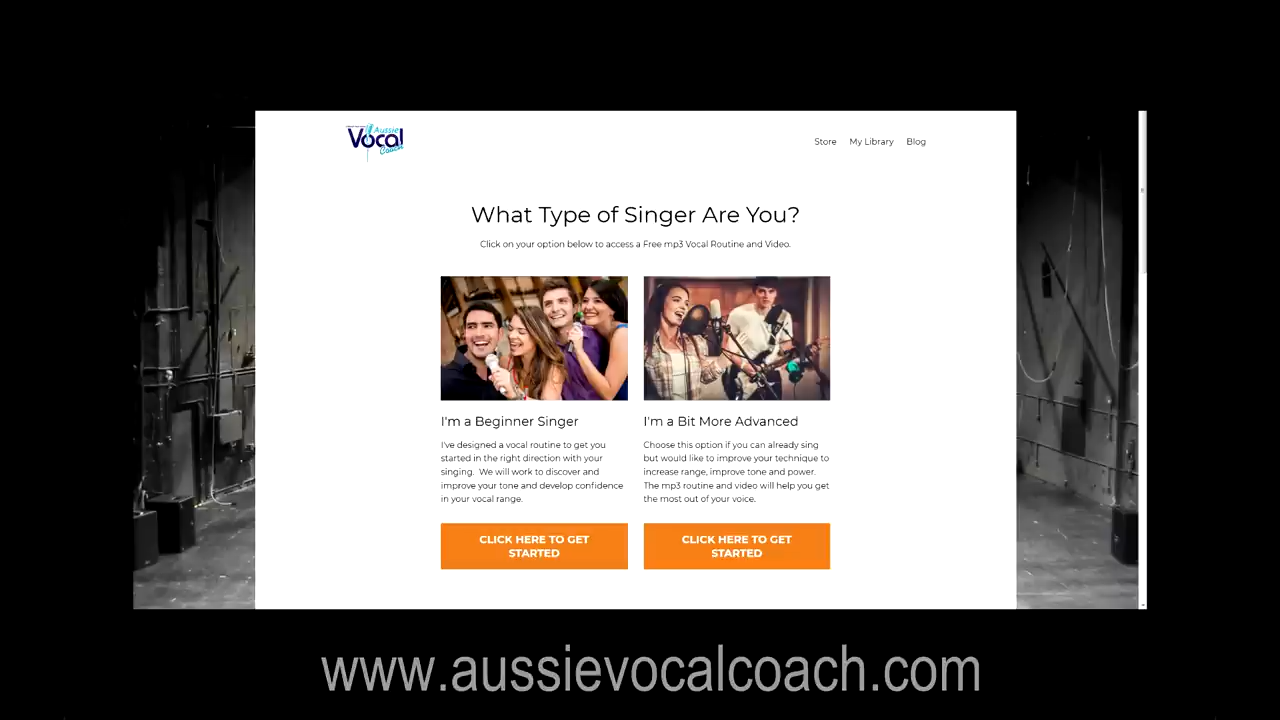 Aussie
Vocal
Coach
Store My Library Blog
What Type of Singer Are You?
Click on your option below to access a Free mp3 Vocal Routine and Video.
I'm a Beginner Singer
I've designed a vocal routine to get you
started in the right direction with your
singing. We will work to discover and
improve your tone and develop confidence
in your vocal range.
CLICK HERE TO GET
STARTED
I'm a Bit More Advanced
Choose this option if you can already sing
but would like to improve your technique to
increase range, improve tone and power.
The mp3 routine and video will help you get
the most out of your voice.
CLICK HERE TO GET
STARTED
www.aussievocalcoach.com